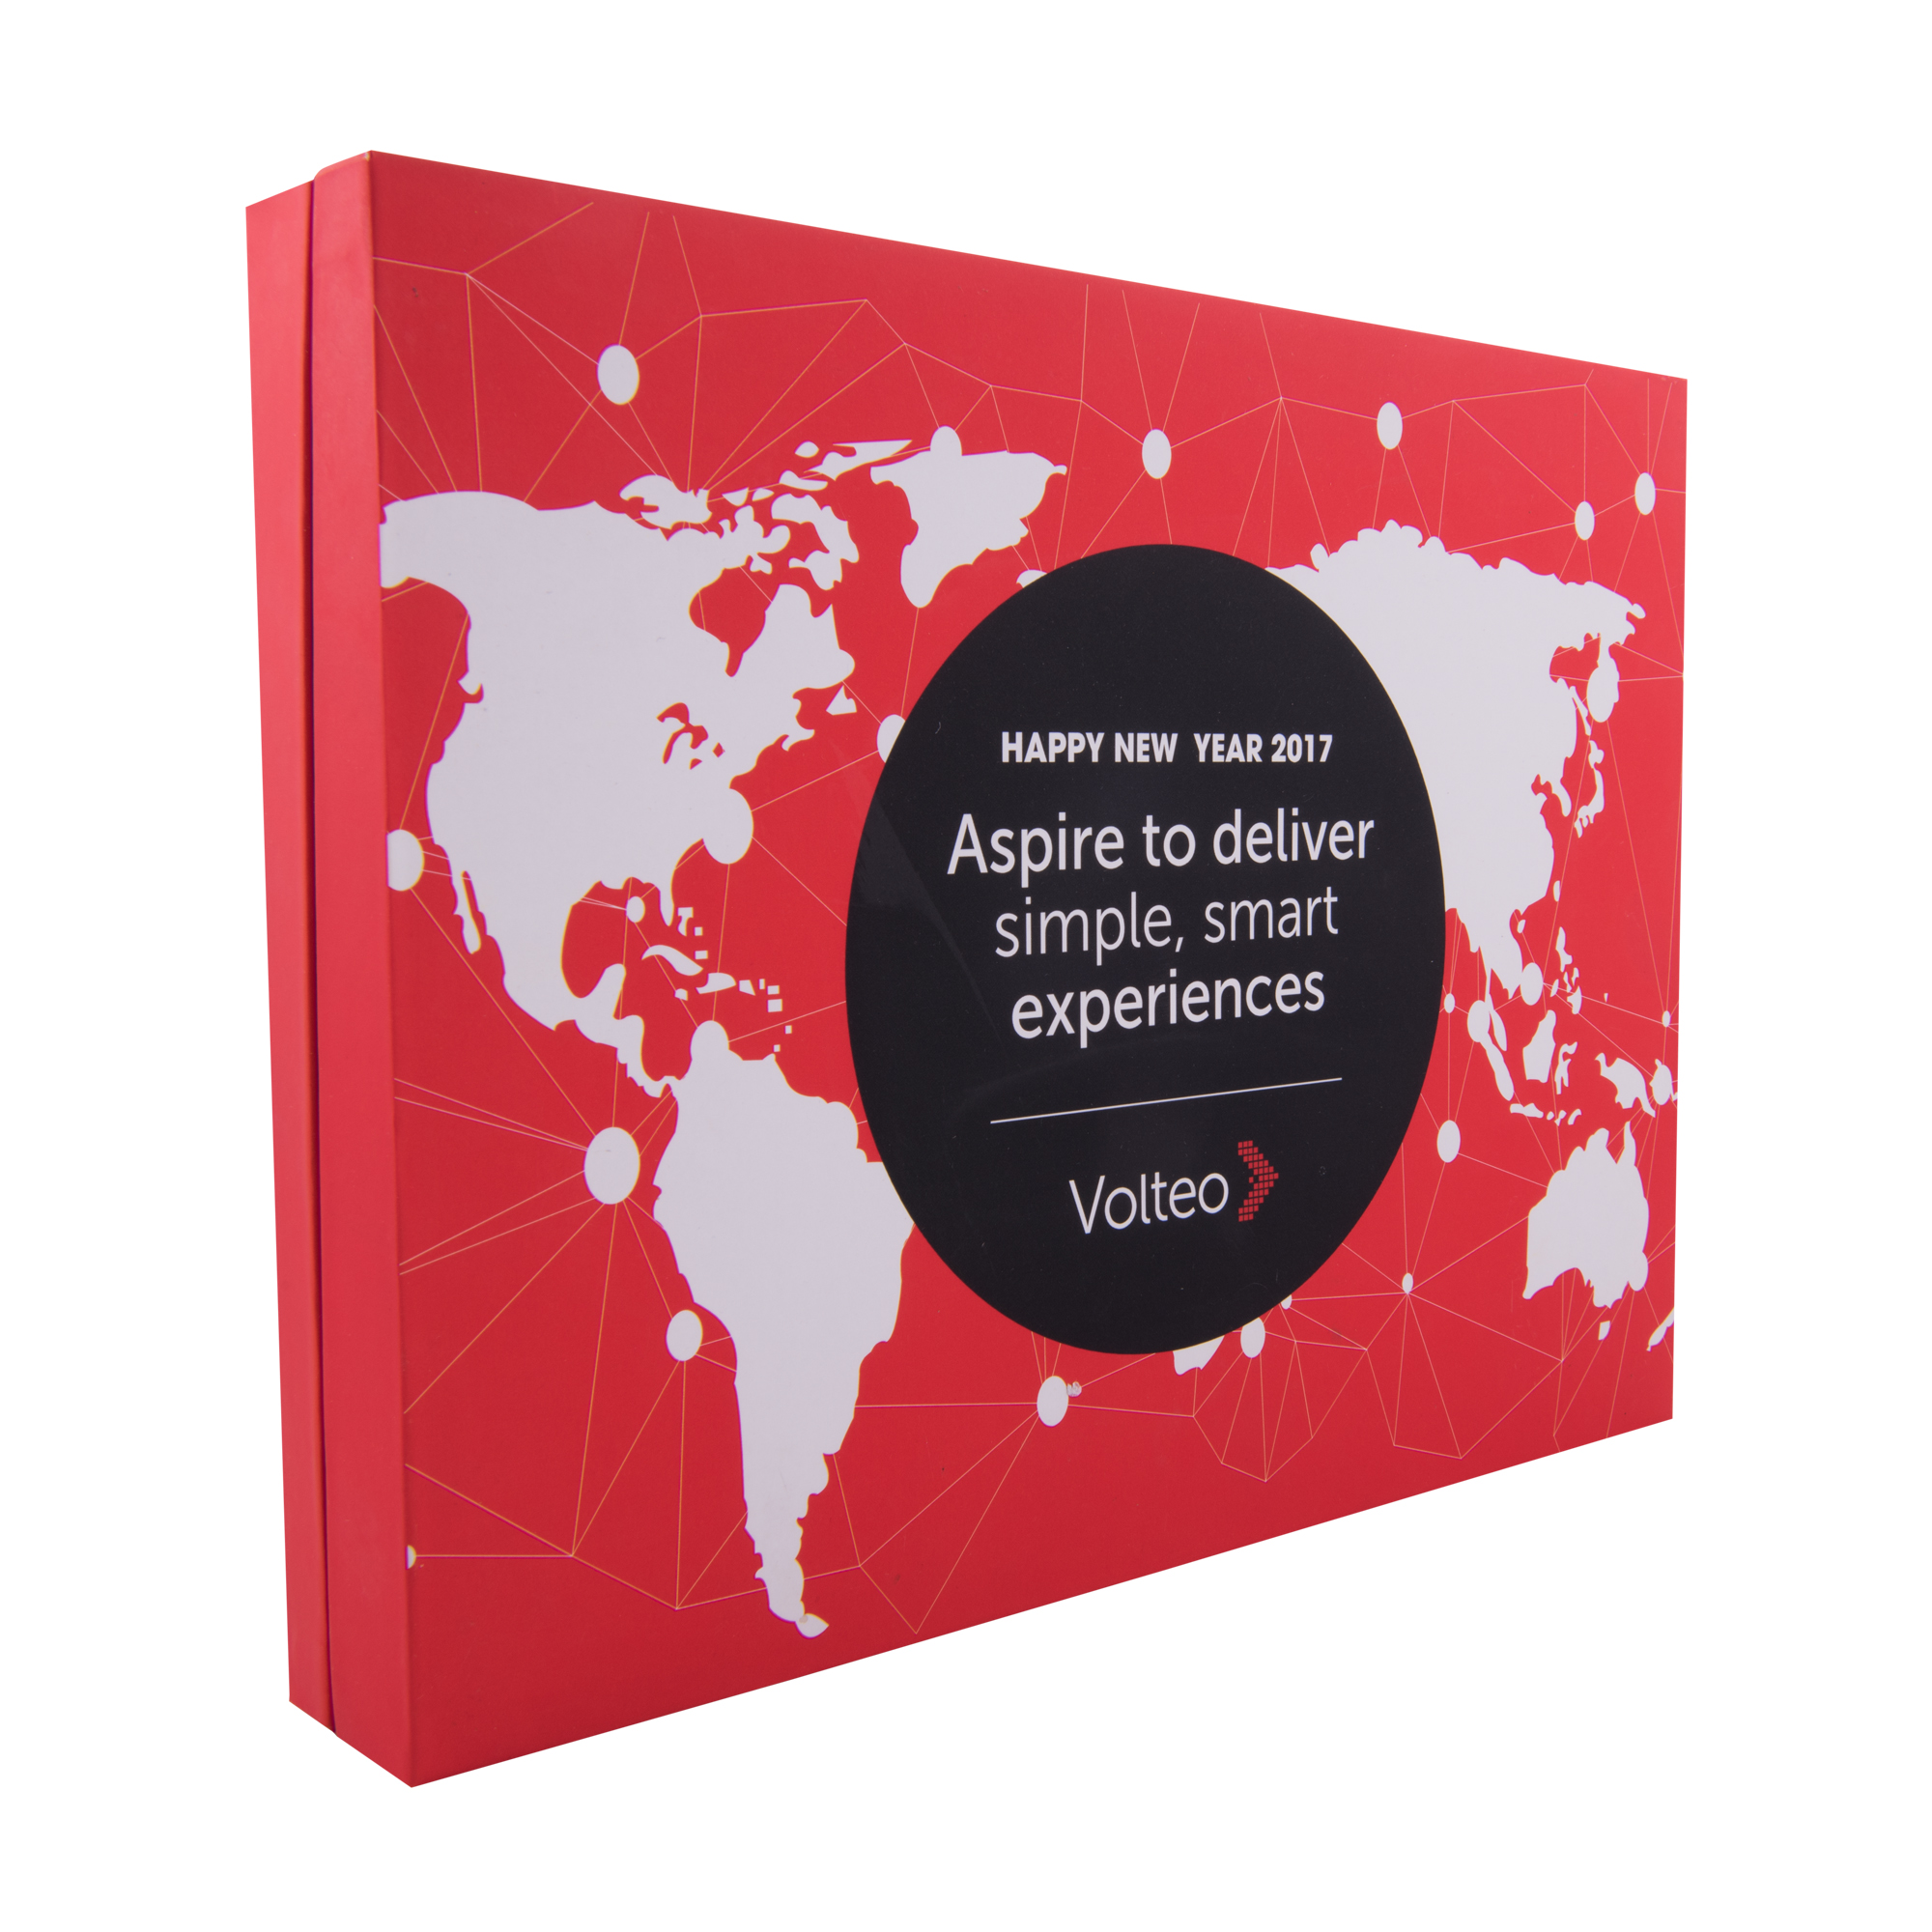 HAPPY NEW YEAR 2017
Aspire to deliver
simple, smart
experiences
Volteo